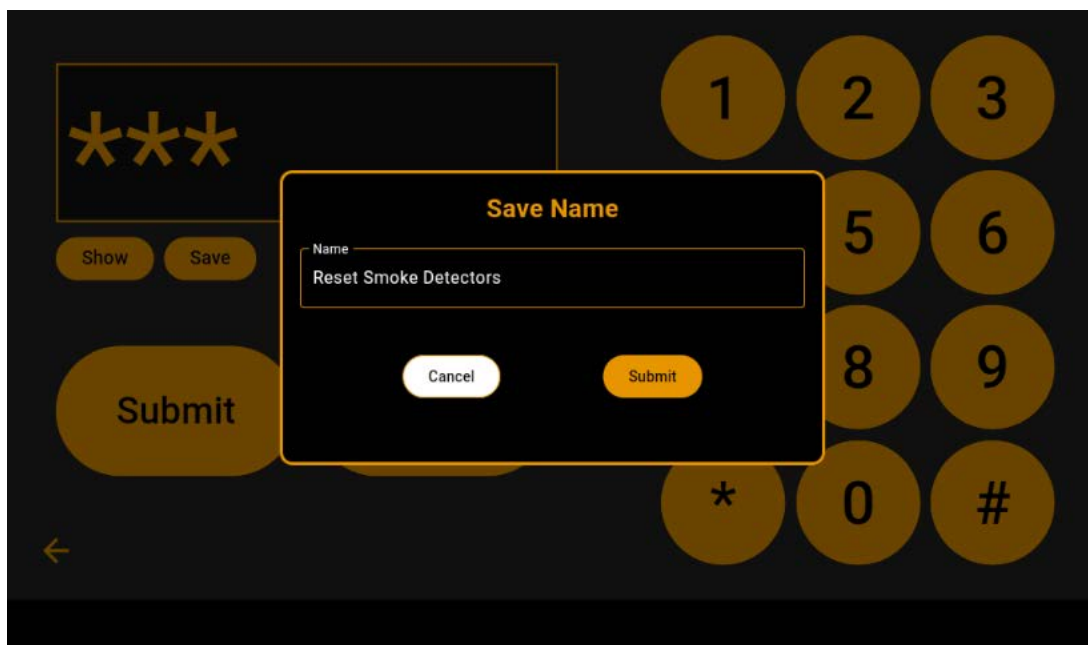 ***
Show
Save
Submit
1 2 3
5 6
8 9
* 0 #
Save Name
Name
Reset Smoke Detectors
Cancel
Submit